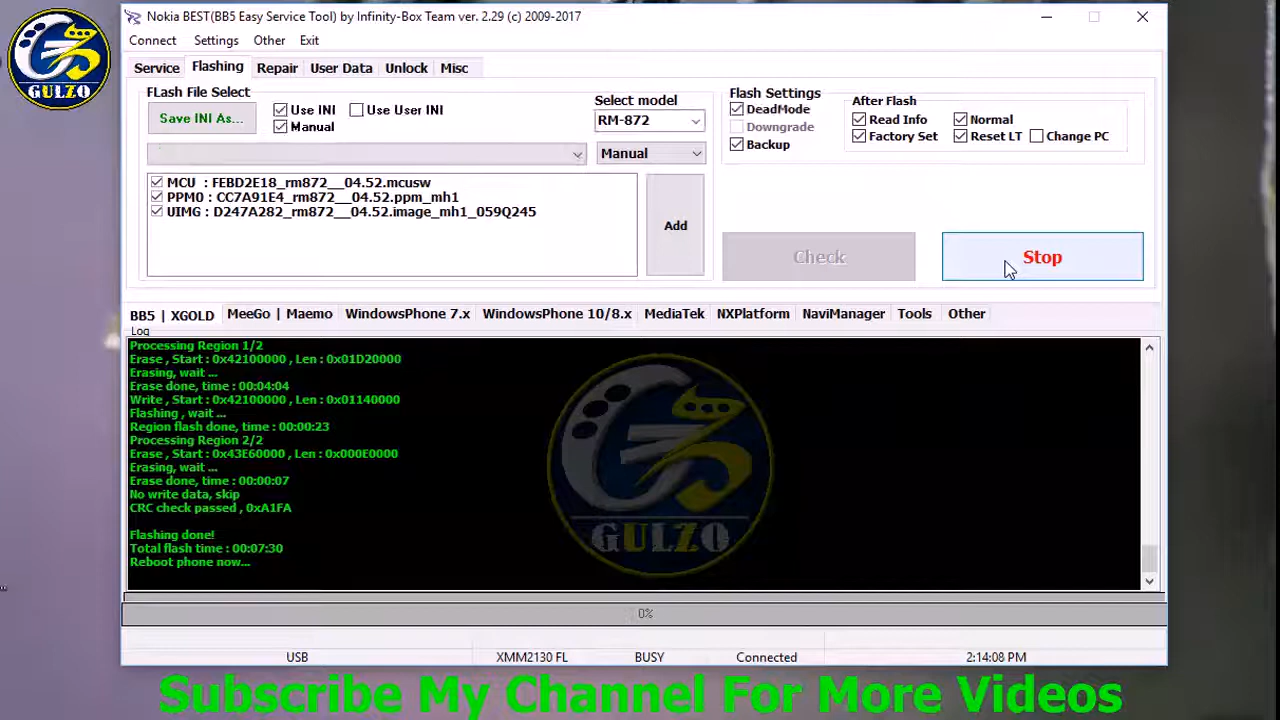 GULZO
Nokia BEST(BB5 Easy Service Tool) by Infinity-Box Team ver. 2.29 (c) 2009-2017
Connect Settings Other Exit
Service Flashing Repair User Data Unlock Misc
FLash File Select
Save INI As...
Use INI Use User INI
Manual
Select model
RM-872
Manual
MCU : FEBD2E18_rm872__04.52.mcusw
PPM0 : CC7A91E4_rm872__04.52.ppm_mh1
UIMG : D247A282_rm872__04.52.image_mh1_059Q245
Add
Flash Settings
DeadMode
Downgrade
Backup
After Flash
Read Info Normal
Factory Set Reset LT Change PC
Check
Stop
BB5 | XGOLD MeeGo | Maemo WindowsPhone 7.x WindowsPhone 10/8.x MediaTek NXPlatform NaviManager Tools Other
Log
Processing Region 1/2
Erase , Start : 0x42100000 , Len : 0x01D20000
Erasing, wait ...
Erase done, time : 00:04:04
Write , Start : 0x42100000 , Len : 0x01140000
Flashing , wait ...
Region flash done, time : 00:00:23
Processing Region 2/2
Erase , Start : 0x43E60000 , Len : 0x000E0000
Erasing, wait ...
Erase done, time : 00:00:07
No write data, skip
CRC check passed , 0xA1FA
Flashing done!
Total flash time : 00:07:30
Reboot phone now...
GULZO
0%
USB XMM2130 FL BUSY Connected 2:14:08 PM
Subscribe My Channel For More Videos